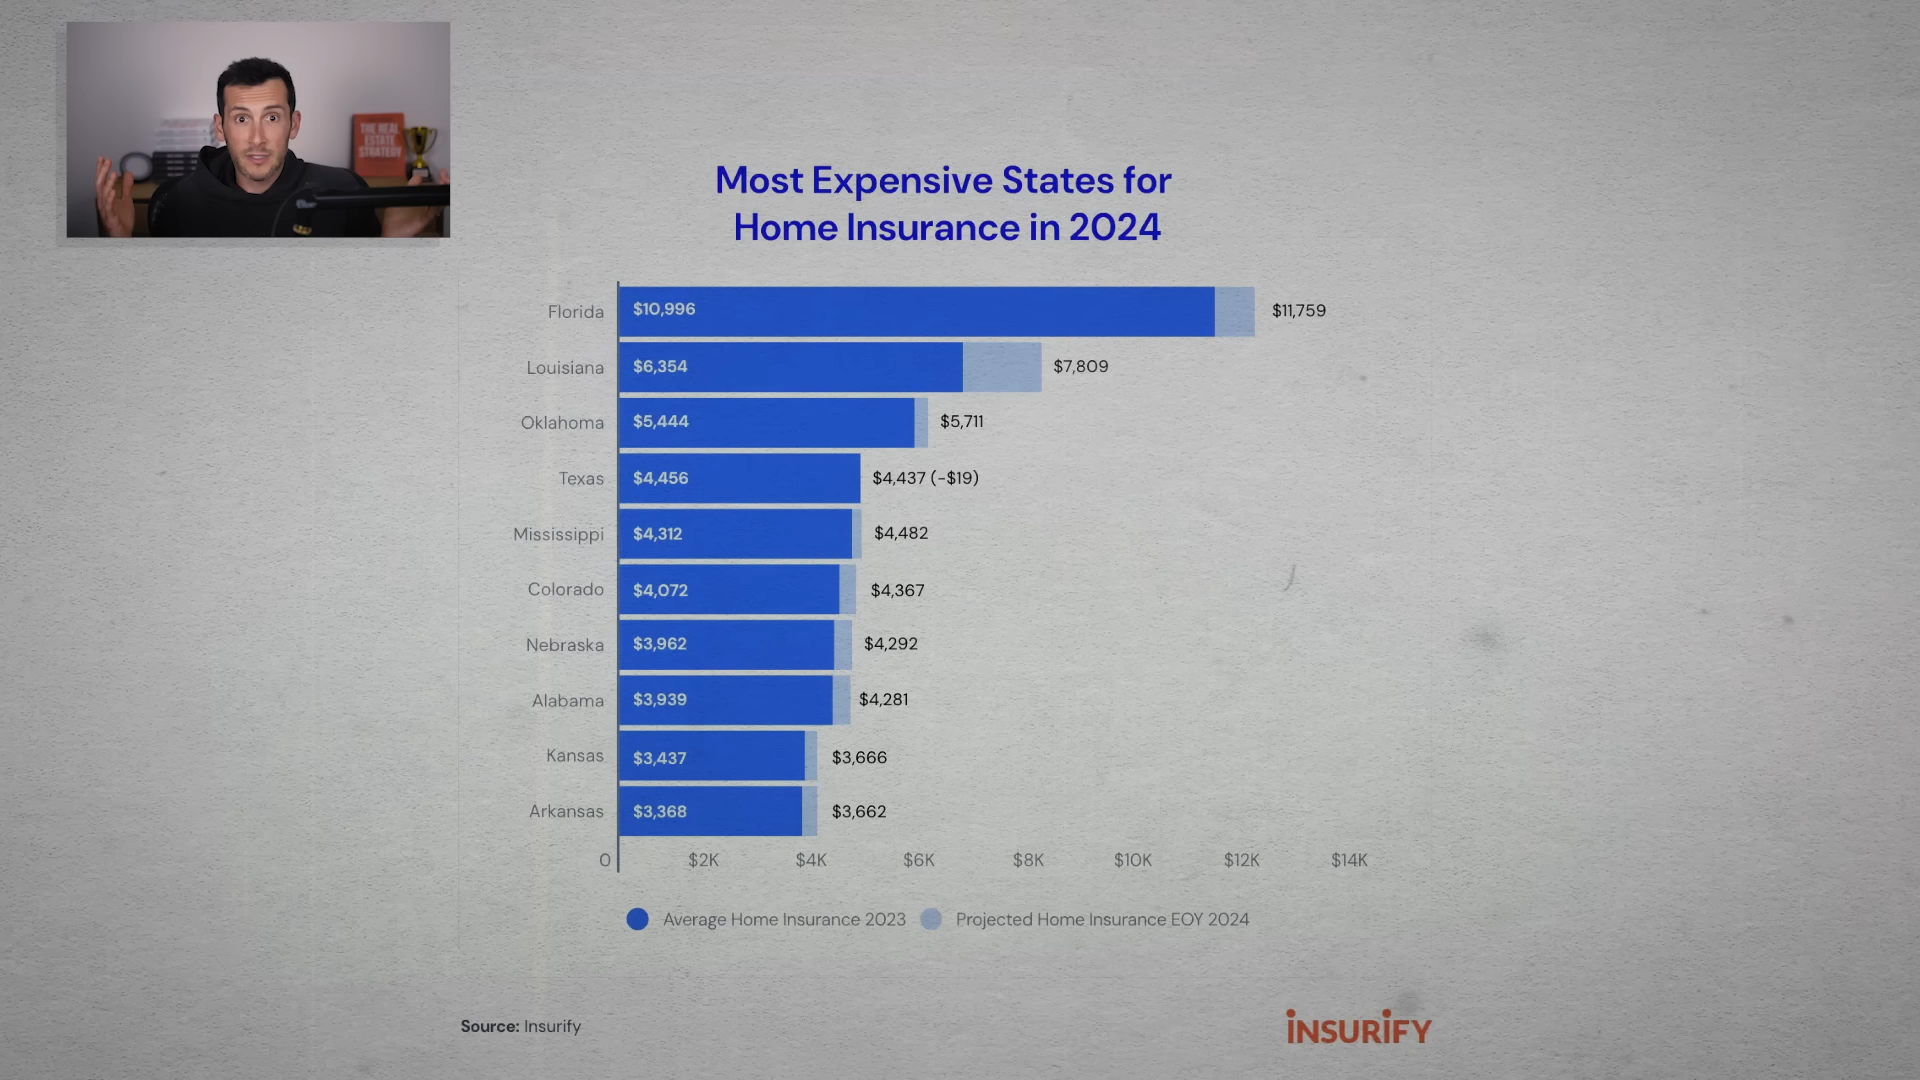 THE REAL
ESTATE
STRATEGY
Most Expensive States for
Home Insurance in 2024
Florida $10,996 $11,759
Louisiana $6,354 $7,809
Oklahoma $5,444 $5,711
Texas $4,456 $4,437 (-$19)
Mississippi $4,312 $4,482
Colorado $4,072 $4,367
Nebraska $3,962 $4,292
Alabama $3,939 $4,281
Kansas $3,437 $3,666
Arkansas $3,368 $3,662
0 $2K $4K $6K $8K $10K $12K $14K
Average Home Insurance 2023 Projected Home Insurance EOY 2024
Source: Insurify
INSURIFY